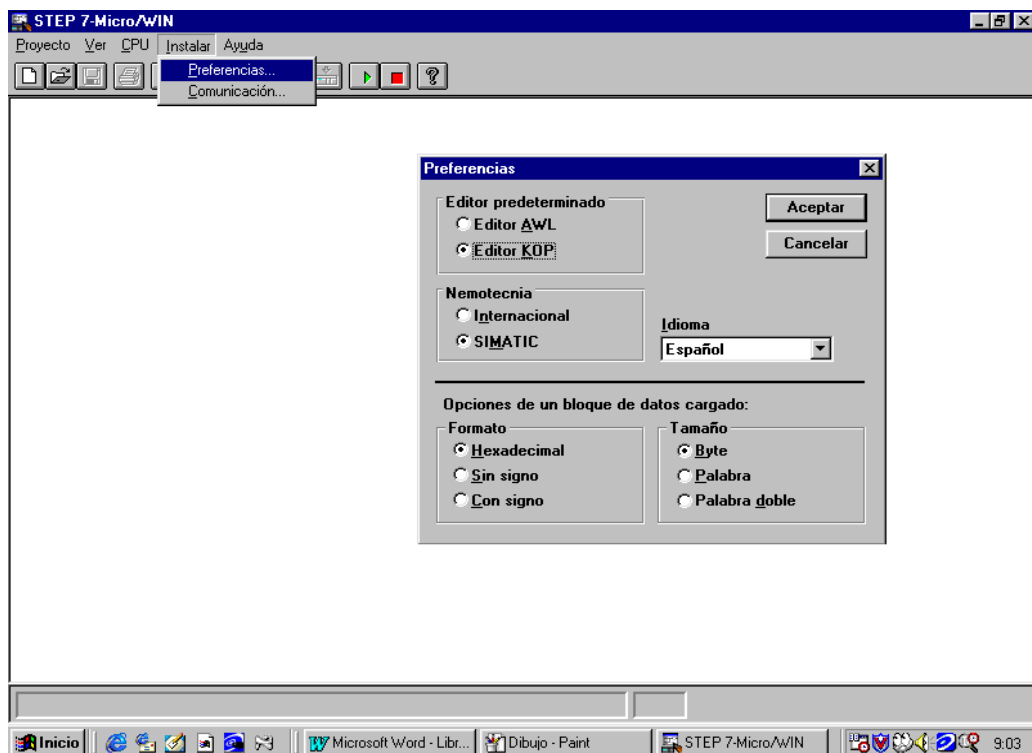 STEP 7-Micro/WIN
Proyecto Ver CPU Instalar Ayuda
Preferencias...
Comunicación...
Preferencias
Editor predeterminado
Editor AWL
Editor KOP
Aceptar
Cancelar
Nemotecnia
Internacional
SIMATIC
Idioma
Español
Opciones de un bloque de datos cargado:
Formato
Hexadecimal
Sin signo
Con signo
Tamaño
Byte
Palabra
Palabra doble
Inicio Microsoft Word - Libr... Dibujo - Paint STEP 7-Micro/WIN 9:03